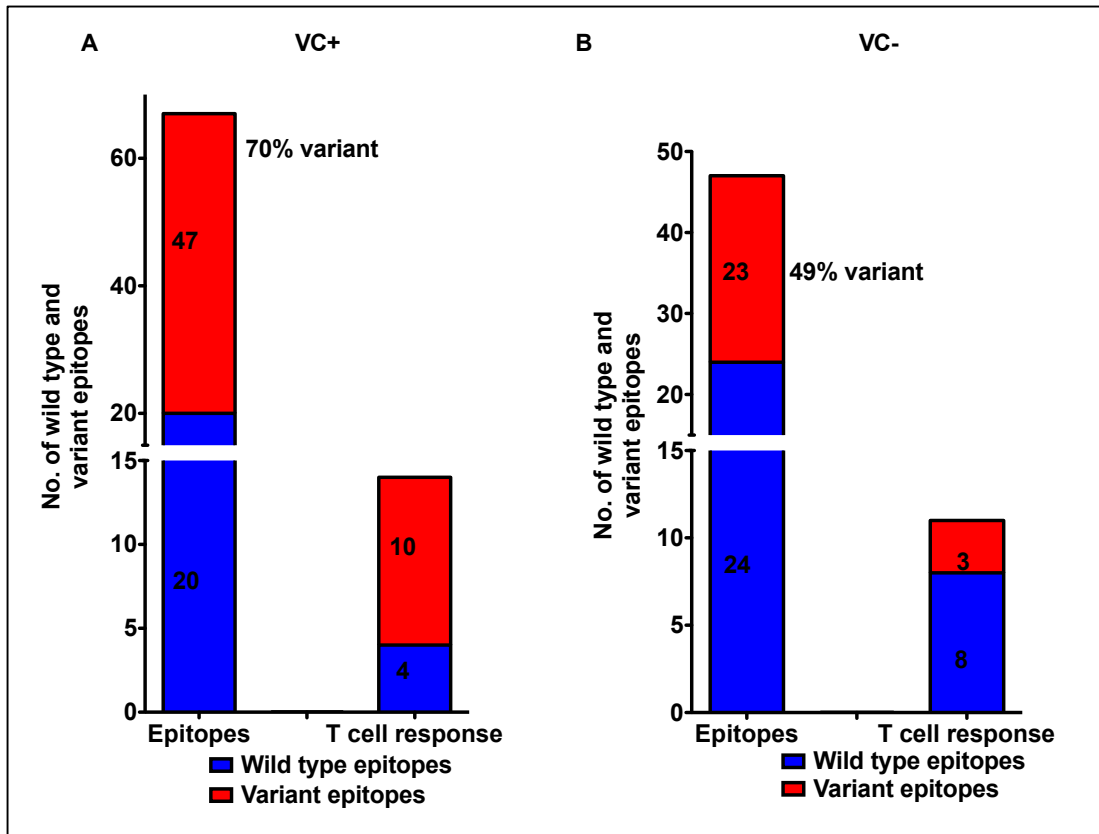 A
VC+
No. of wild type and
variant epitopes
60
40
20
15
10
5
0
70% variant
47
20
10
4
Epitopes
T cell response
Wild type epitopes
Variant epitopes
B
VC-
No. of wild type and
variant epitopes
50
40
30
20
15
10
5
0
49% variant
23
24
3
8
Epitopes
T cell response
Wild type epitopes
Variant epitopes